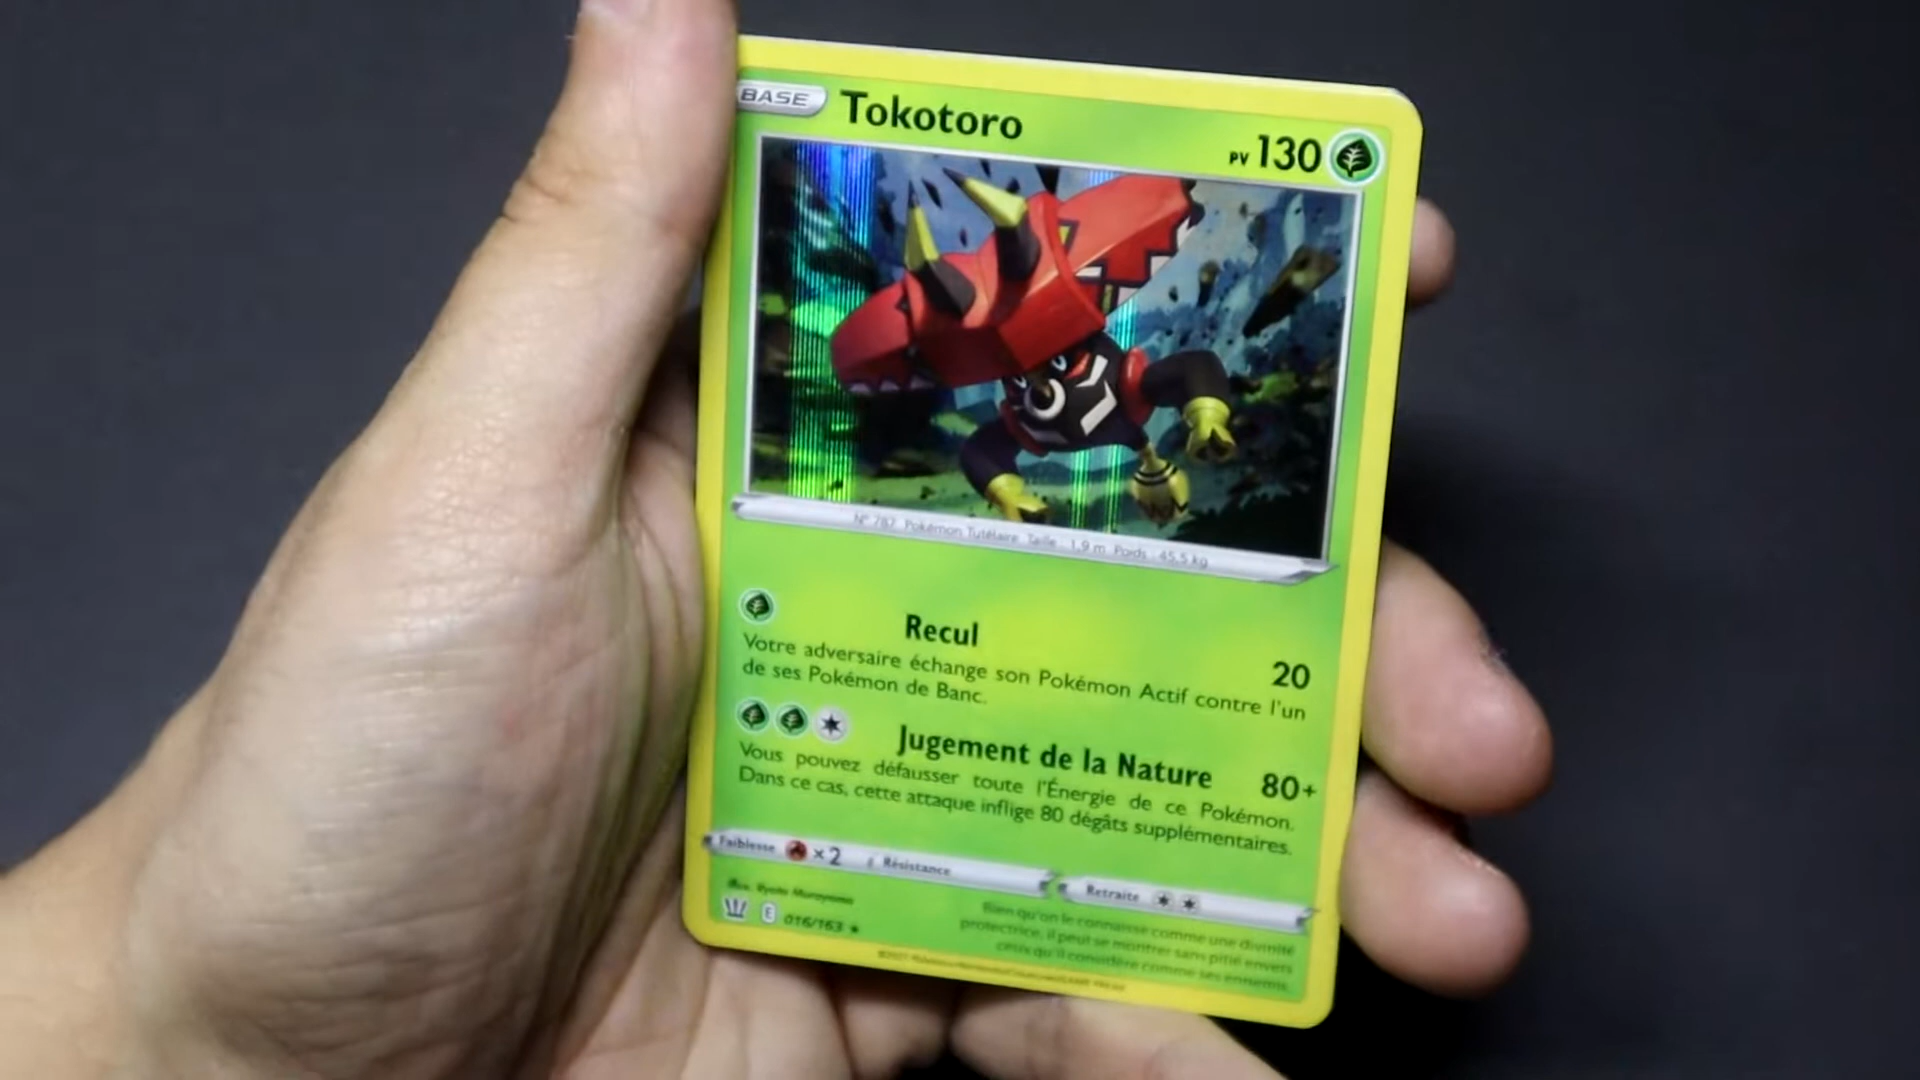 BASE
Tokotoro
PV 130
N° 787 Pokémon Tutélaire Taille : 1,9 m Poids : 45,5 kg
Recul
20
Votre adversaire échange son Pokémon Actif contre l'un
de ses Pokémon de Banc.
Jugement de la Nature 80+
Vous pouvez défausser toute l'Énergie de ce Pokémon.
Dans ce cas, cette attaque inflige 80 dégâts supplémentaires.
Faiblesse ×2 Résistance Retraite
Illus. Ryota Murayama
E 016/163 ★
Bien qu'on le connaisse comme une divinité
protectrice, il peut se montrer sans pitié envers
ceux qu'il considère comme ses ennemis.